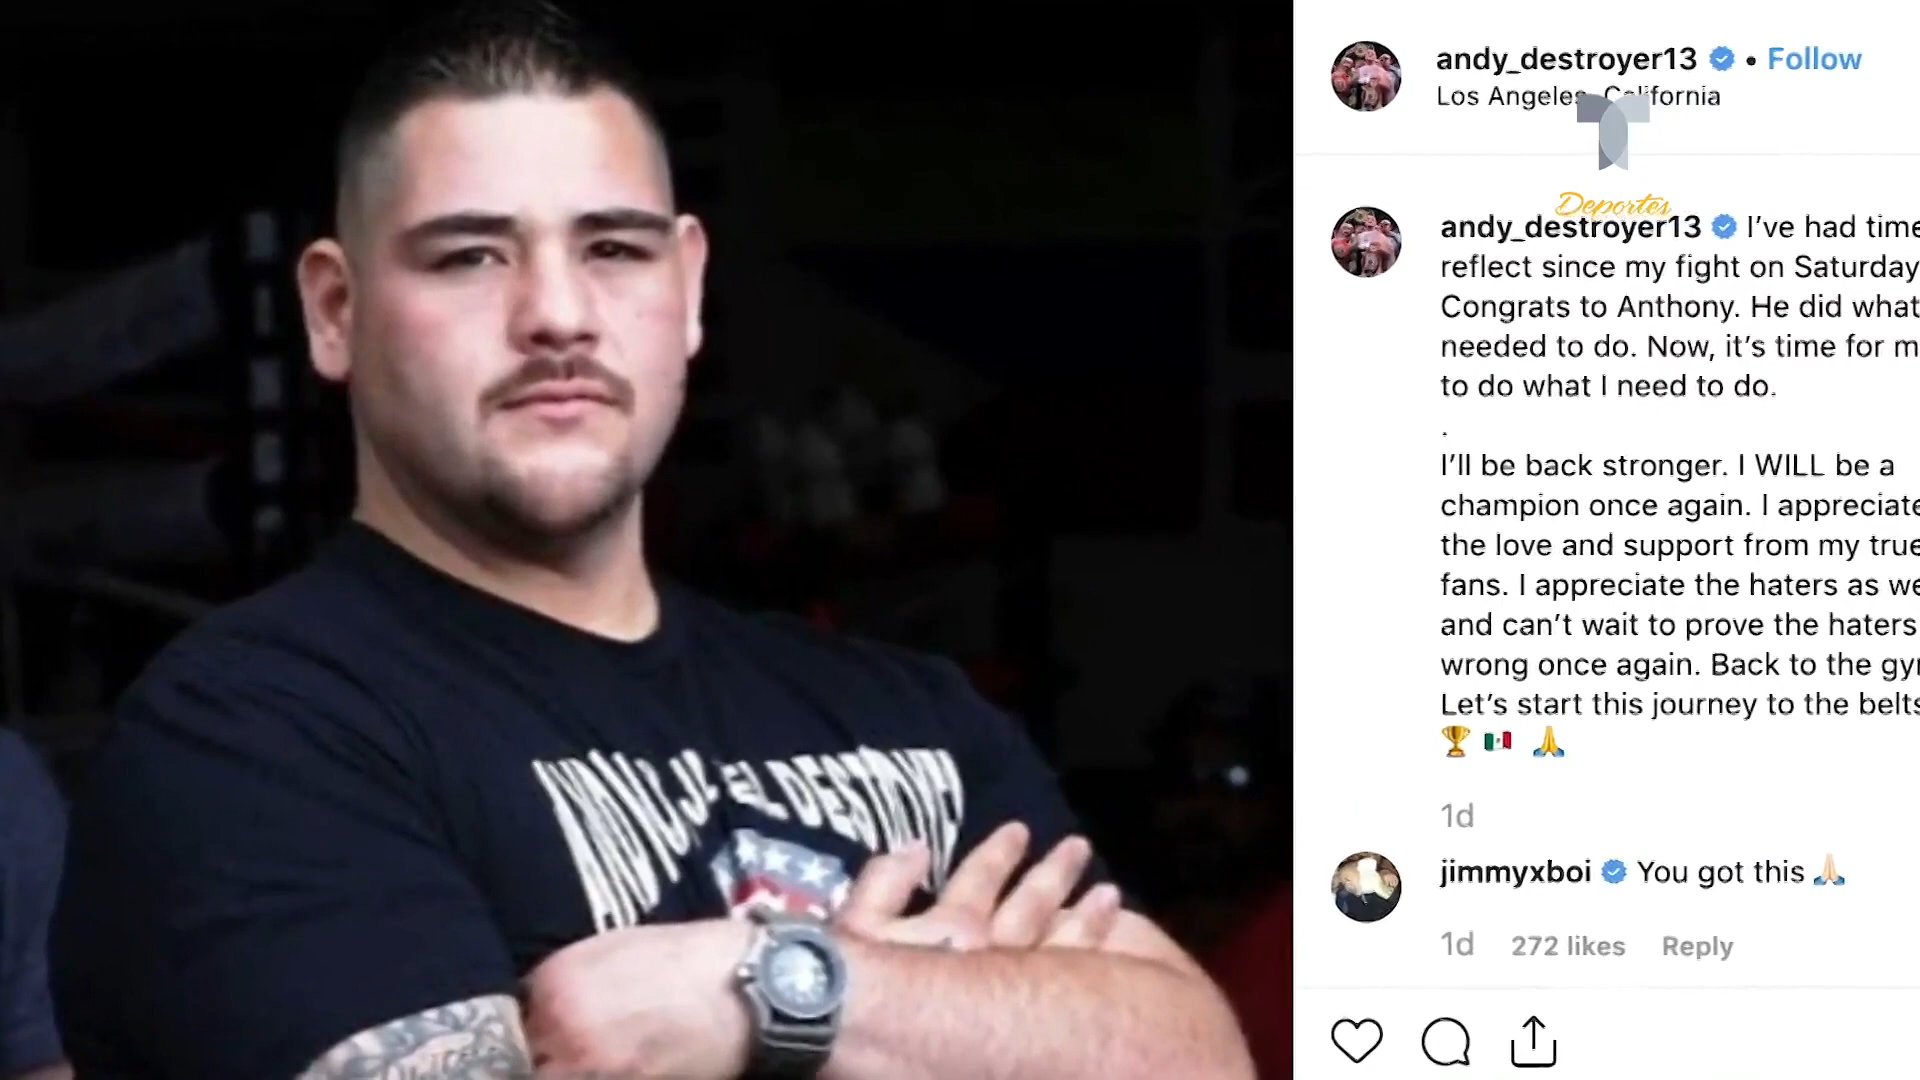 andy_destroyer13 • Follow
Los Angeles, California
Deportes
andy_destroyer13 I've had time
reflect since my fight on Saturday
Congrats to Anthony. He did what
needed to do. Now, it's time for m
to do what I need to do.
.
I'll be back stronger. I WILL be a
champion once again. I appreciate
the love and support from my true
fans. I appreciate the haters as we
and can't wait to prove the haters
wrong once again. Back to the gy
Let's start this journey to the belts
🏆 🇲🇽 🙏
1d
jimmyxboi You got this 🙏🏻
1d 272 likes Reply
EL DESTROYER